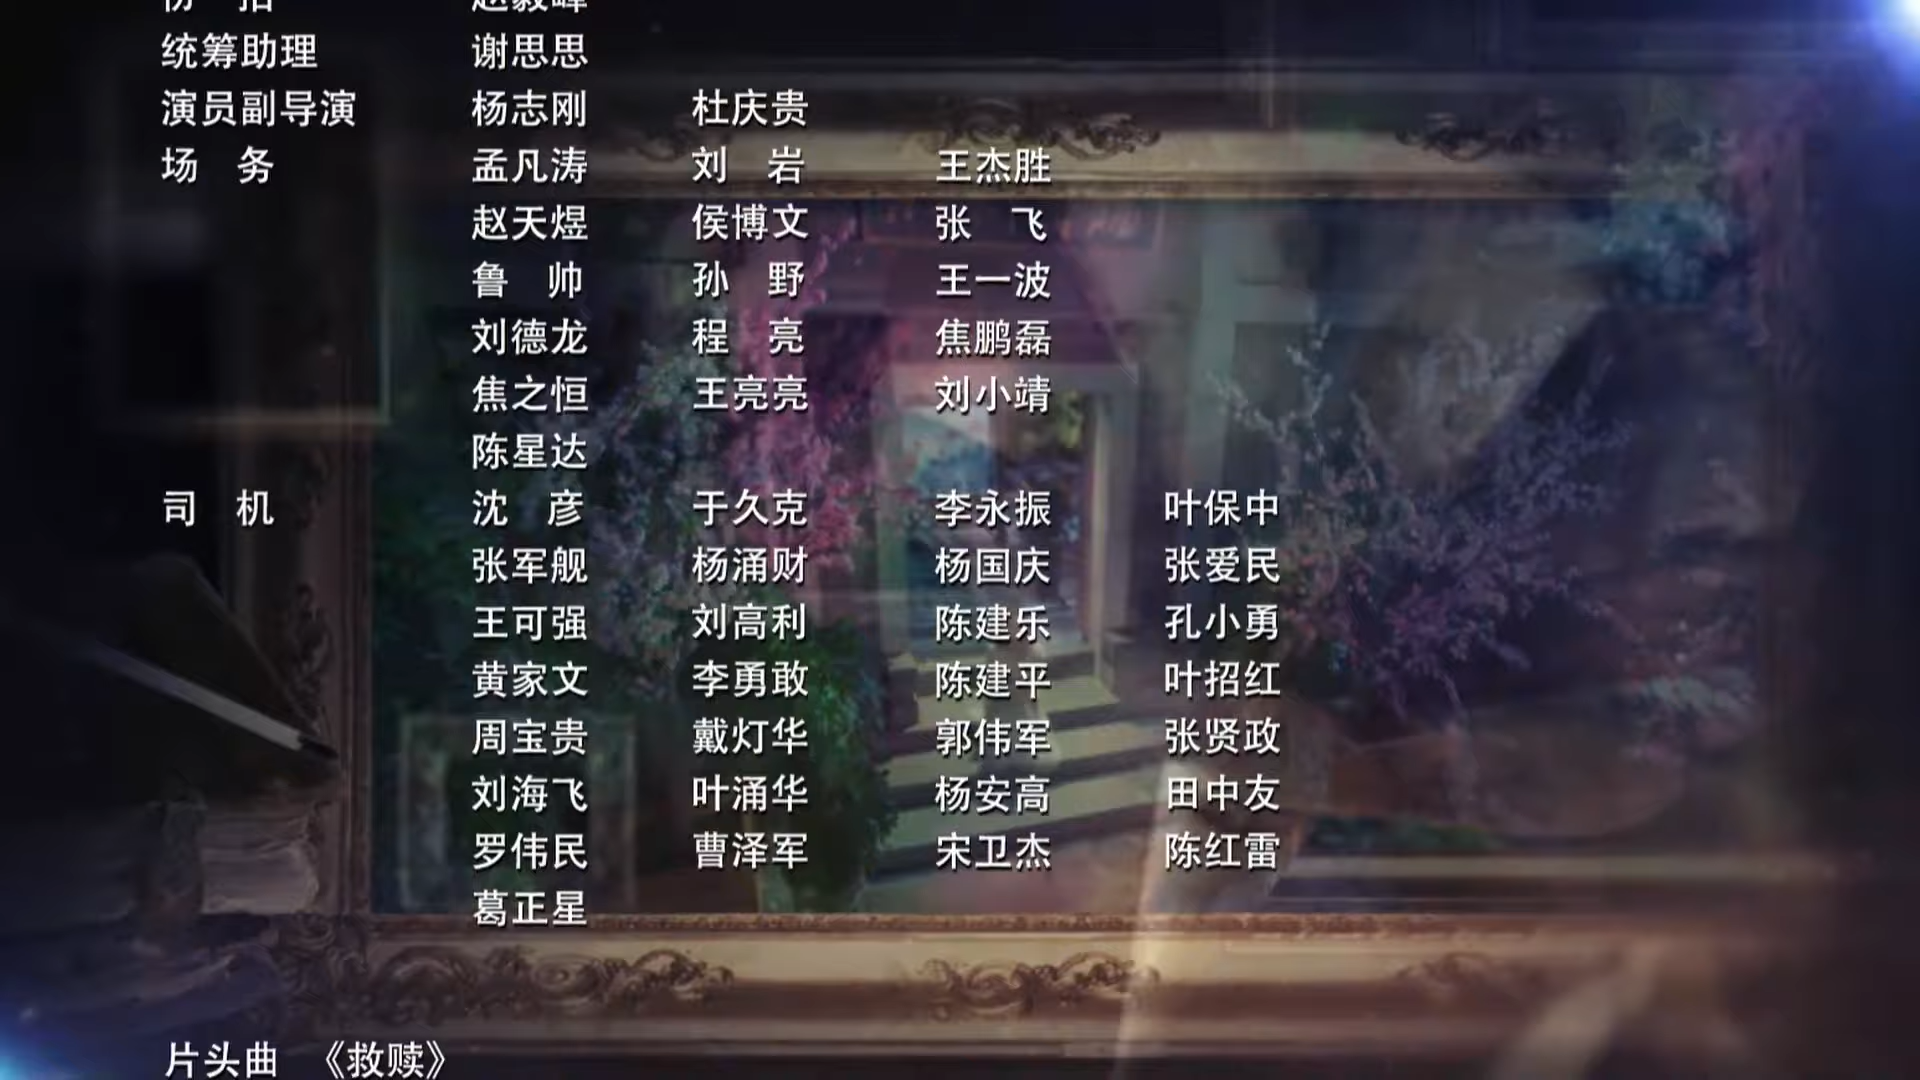 统筹助理 谢思思
演员副导演 杨志刚 杜庆贵
场 务 孟凡涛 刘 岩 王杰胜
赵天煜 侯博文 张 飞
鲁 帅 孙 野 王一波
刘德龙 程 亮 焦鹏磊
焦之恒 王亮亮 刘小靖
陈星达
司 机 沈 彦 于久克 李永振 叶保中
张军舰 杨涌财 杨国庆 张爱民
王可强 刘高利 陈建乐 孔小勇
黄家文 李勇敢 陈建平 叶招红
周宝贵 戴灯华 郭伟军 张贤政
刘海飞 叶涌华 杨安高 田中友
罗伟民 曹泽军 宋卫杰 陈红雷
葛正星
片头曲 《救赎》